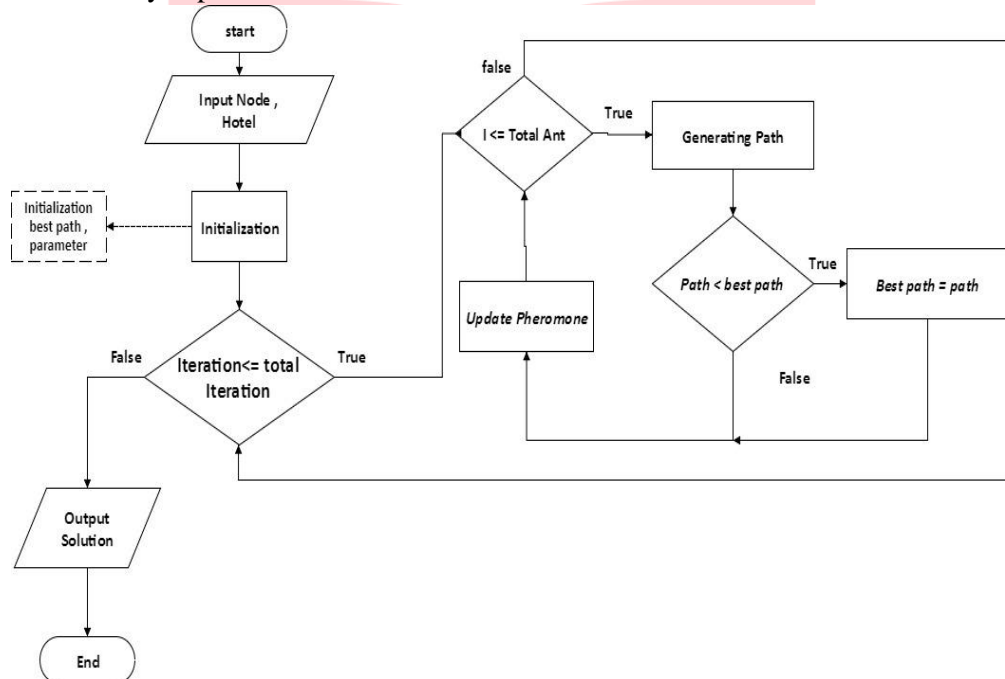 start
Input Node ,
Hotel
Initialization
best path ,
parameter
Initialization
False
Iteration<= total
Iteration
True
Output
Solution
End
false
I <= Total Ant
True
Generating Path
Path < best path
True
Best path = path
False
Update Pheromone